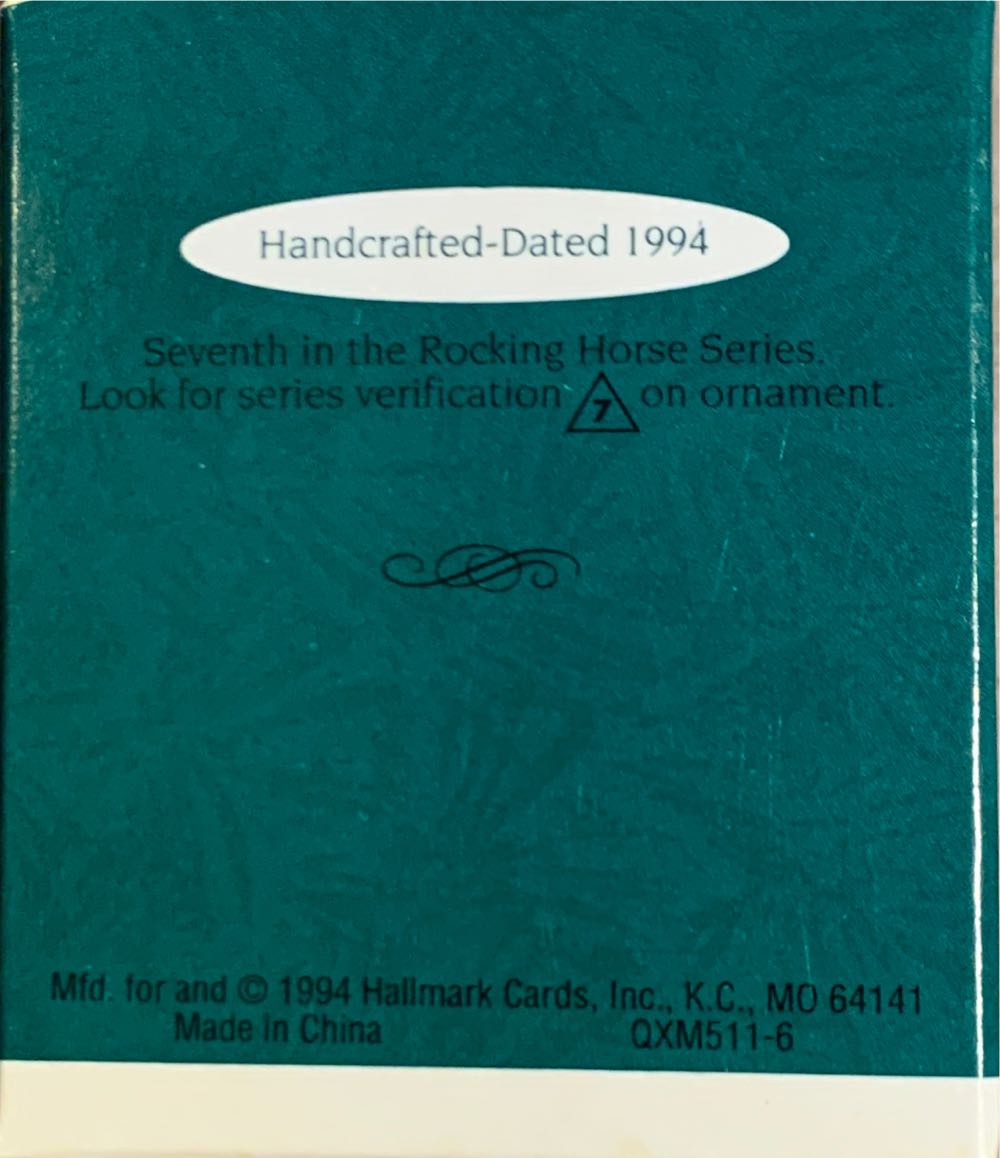 Handcrafted-Dated 1994
Seventh in the Rocking Horse Series.
Look for series verification 7 on ornament.
Mfd. for and © 1994 Hallmark Cards, Inc., K.C., MO 64141
Made in China QXM511-6